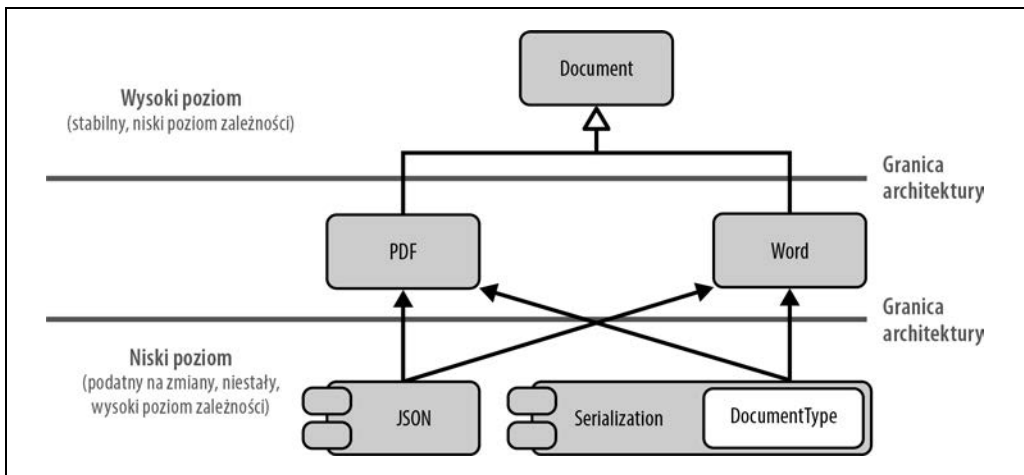 Document
Wysoki poziom
(stabilny, niski poziom zależności)
Granica
architektury
PDF
Word
Granica
architektury
Niski poziom
(podatny na zmiany, niestały,
wysoki poziom zależności)
JSON
Serialization
DocumentType